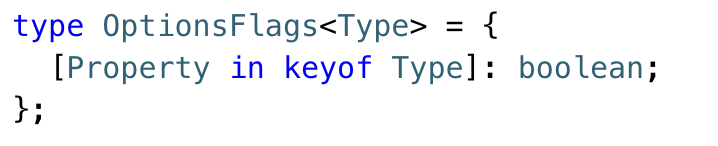 type OptionsFlags<Type> = {
  [Property in keyof Type]: boolean;
};